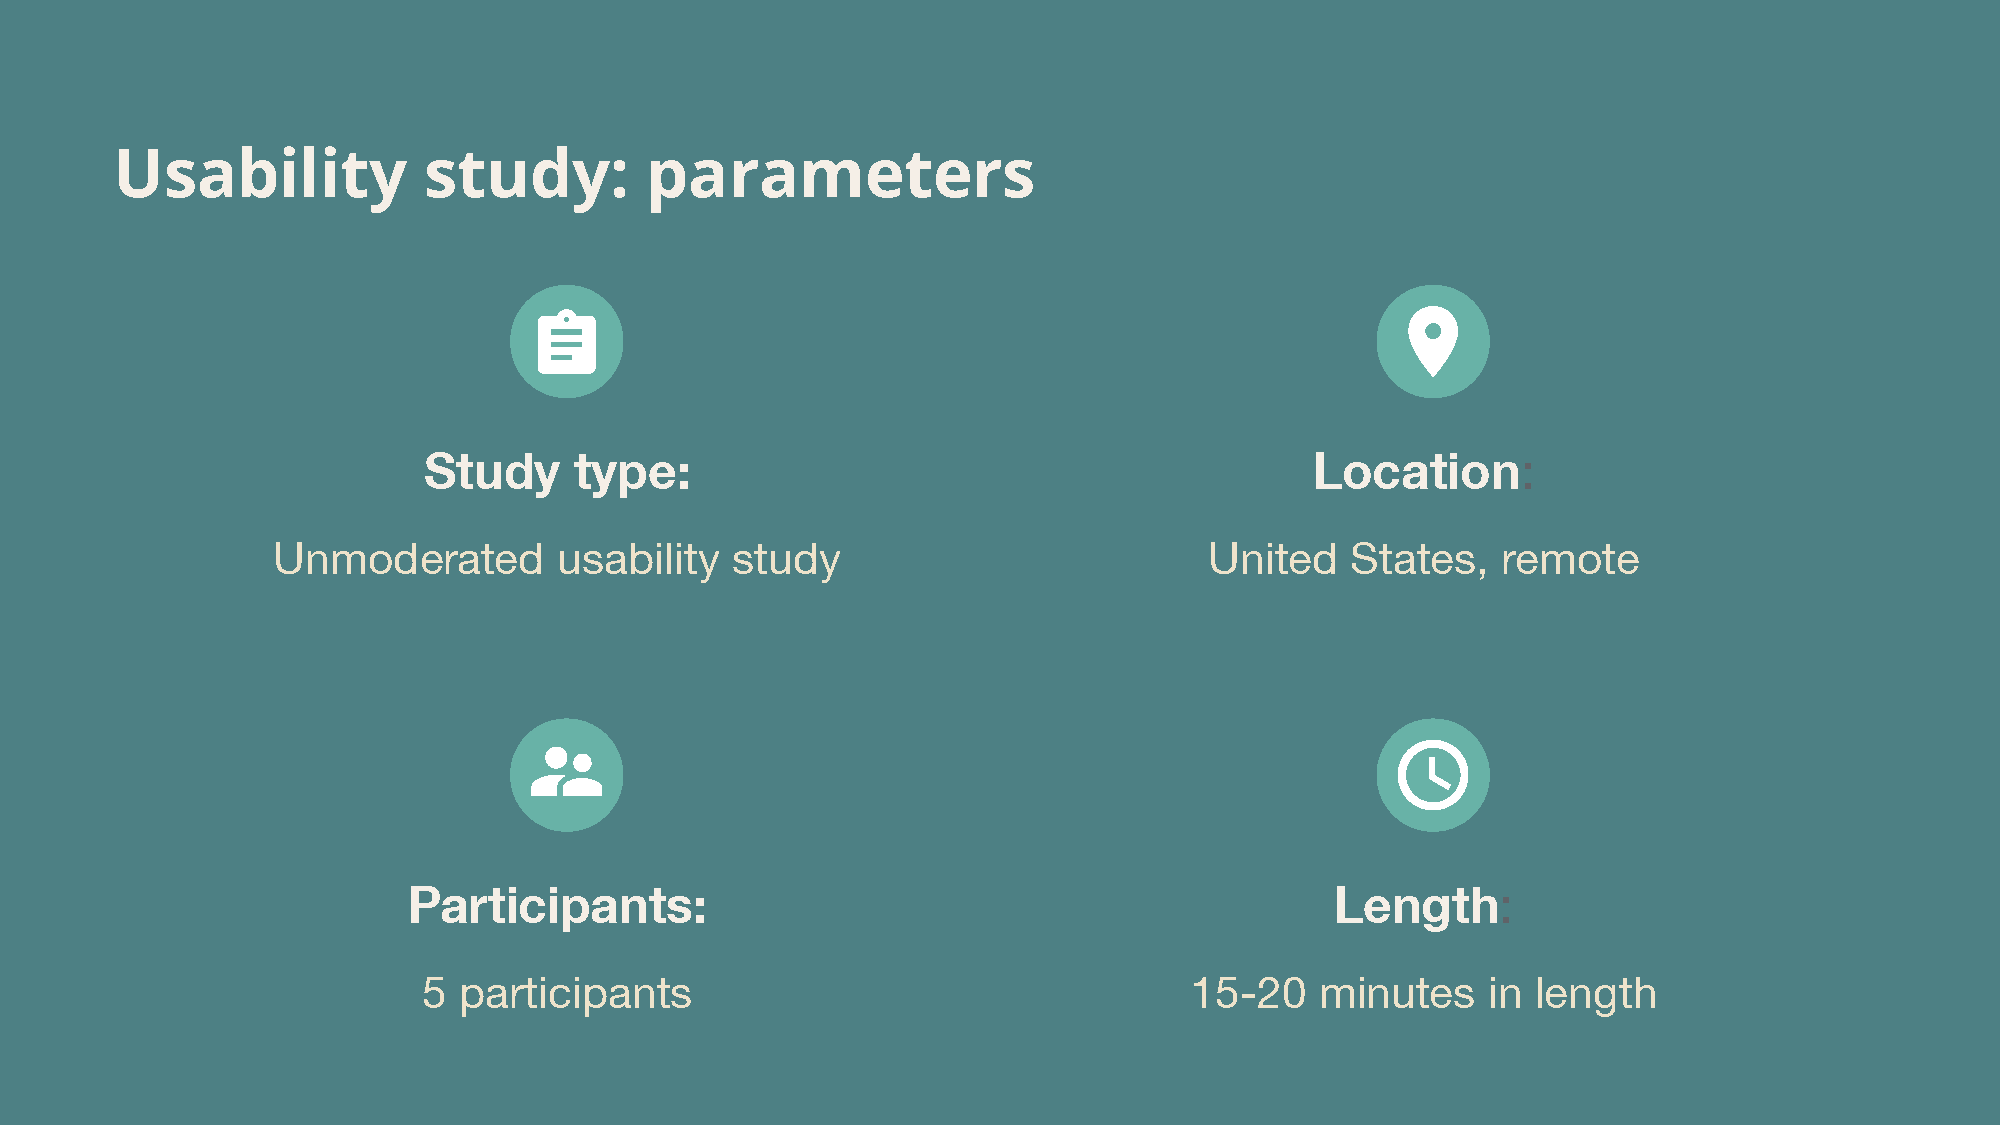 Usability study: parameters
Study type:
Unmoderated usability study
Location:
United States, remote
Participants:
5 participants
Length:
15-20 minutes in length